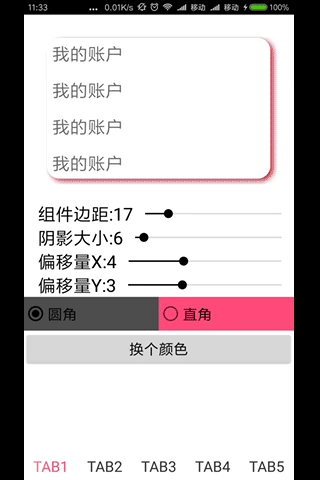 11:33 ... 0.01K/s 移动 移动 100%
我的账户
我的账户
我的账户
我的账户
组件边距:17
阴影大小:6
偏移量X:4
偏移量Y:3
圆角 直角
换个颜色
TAB1 TAB2 TAB3 TAB4 TAB5